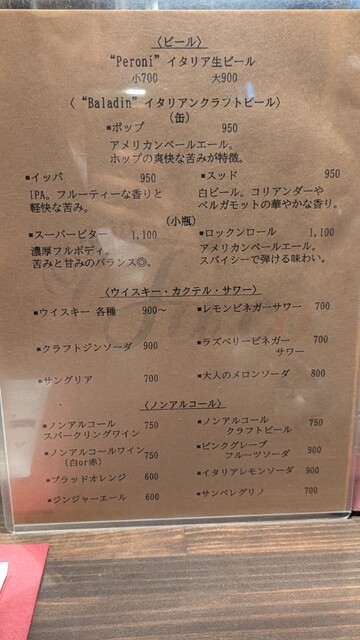 〈ビール〉
“Peroni”イタリア生ビール
小700 大900
〈“Baladin”イタリアンクラフトビール〉
(缶)
▪ポップ 950
アメリカンペールエール。
ホップの爽快な苦みが特徴。
▪イッパ 950
IPA。フルーティーな香りと
軽快な苦み。
▪スッド 950
白ビール。コリアンダーや
ベルガモットの華やかな香り。
(小瓶)
▪スーパービター 1,100
濃厚フルボディ。
苦みと甘みのバランス◎。
▪ロックンロール 1,100
アメリカンペールエール。
スパイシーで弾ける味わい。
〈ウイスキー・カクテル・サワー〉
▪ウイスキー 各種 900～
▪レモンビネガーサワー 700
▪クラフトジンソーダ 900
▪ラズベリービネガー 700
サワー
▪サングリア 700
▪大人のメロンソーダ 800
〈ノンアルコール〉
▪ノンアルコール 750
スパークリングワイン
▪ノンアルコール 750
クラフトビール
▪ノンアルコールワイン 750
(白or赤)
▪ピンクグレープ 900
フルーツソーダ
▪ブラッドオレンジ 600
▪イタリアレモンソーダ 900
▪ジンジャーエール 600
▪サンペレグリノ 700